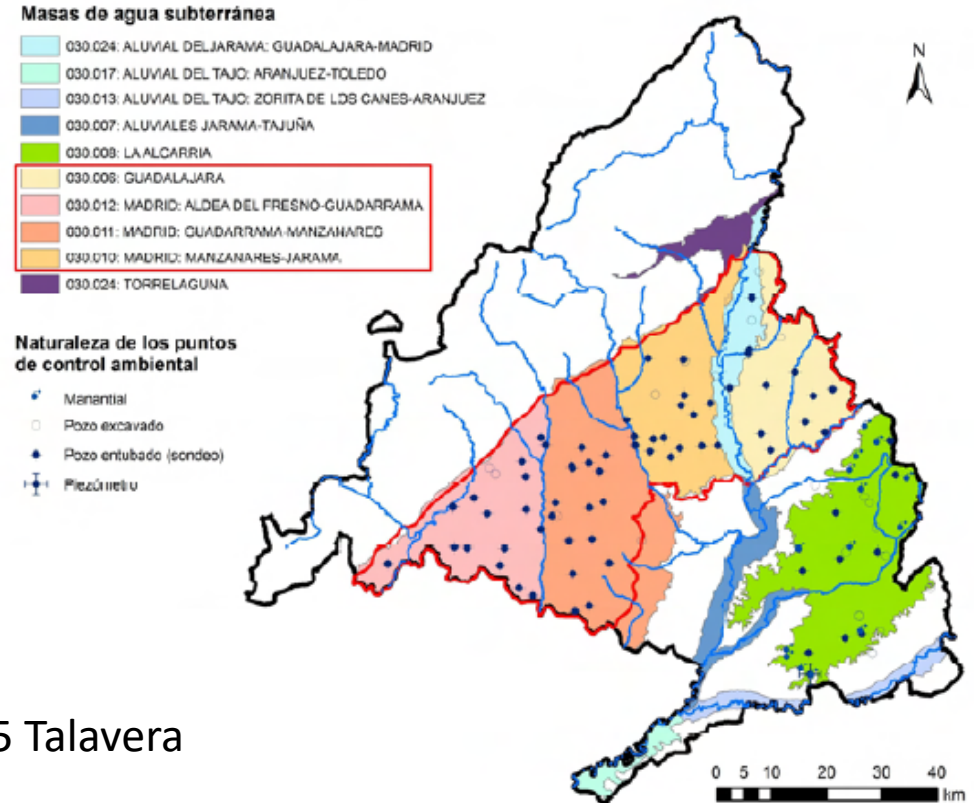 Masas de agua subterránea
030.024: ALUVIAL DEL JARAMA: GUADALAJARA-MADRID
030.017: ALUVIAL DEL TAJO: ARANJUEZ-TOLEDO
030.013: ALUVIAL DEL TAJO: ZORITA DE LOS CANES-ARANJUEZ
030.007: ALUVIALES JARAMA-TAJUÑA
030.008: LA ALCARRIA
030.006: GUADALAJARA
030.012: MADRID: ALDEA DEL FRESNO-GUADARRAMA
030.011: MADRID: GUADARRAMA-MANZANARES
030.010: MADRID: MANZANARES-JARAMA
030.024: TORRELAGUNA
Naturaleza de los puntos
de control ambiental
Manantial
Pozo excavado
Pozo entubado (sondeo)
Piezómetro
N
5 Talavera
0 5 10 20 30 40
km